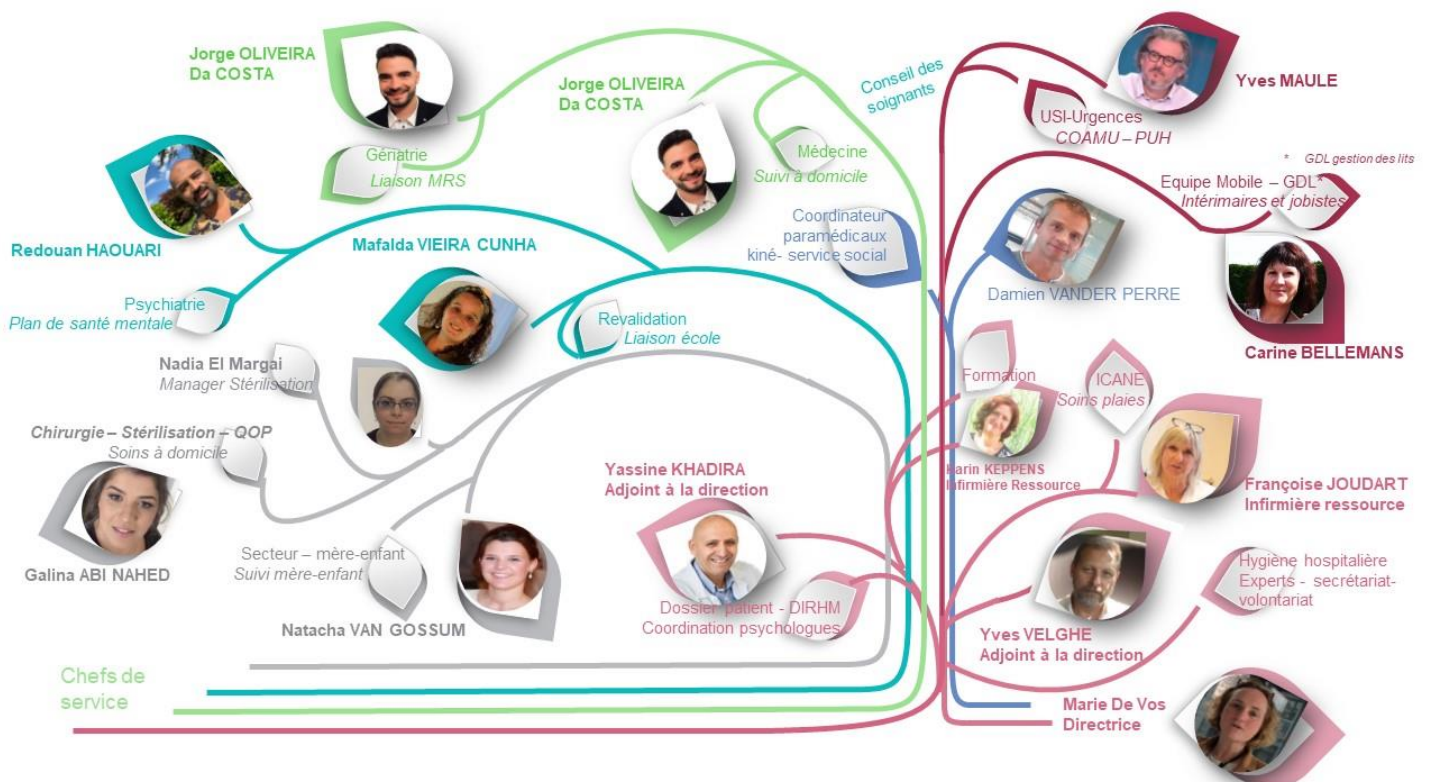 Jorge OLIVEIRA
Da COSTA
Jorge OLIVEIRA
Da COSTA
Conseil des
soignants
Yves MAULE
USI-Urgences
COAMU – PUH
* GDL gestion des lits
Equipe Mobile – GDL*
Intérimaires et jobistes
Gériatrie
Liaison MRS
Médecine
Suivi à domicile
Redouan HAOUARI
Mafalda VIEIRA CUNHA
Coordinateur
paramédicaux
kiné- service social
Damien VANDER PERRE
Psychiatrie
Plan de santé mentale
Revalidation
Liaison école
Carine BELLEMANS
Nadia El Margai
Manager Stérilisation
Formation
ICANE
Soins plaies
Chirurgie – Stérilisation – QOP
Soins à domicile
Yassine KHADIRA
Adjoint à la direction
Karin KEPPENS
Infirmière Ressource
Françoise JOUDART
Infirmière ressource
Galina ABI NAHED
Secteur – mère-enfant
Suivi mère-enfant
Hygiène hospitalière
Experts - secrétariat-
volontariat
Dossier patient - DIRHM
Coordination psychologues
Natacha VAN GOSSUM
Yves VELGHE
Adjoint à la direction
Chefs de
service
Marie De Vos
Directrice